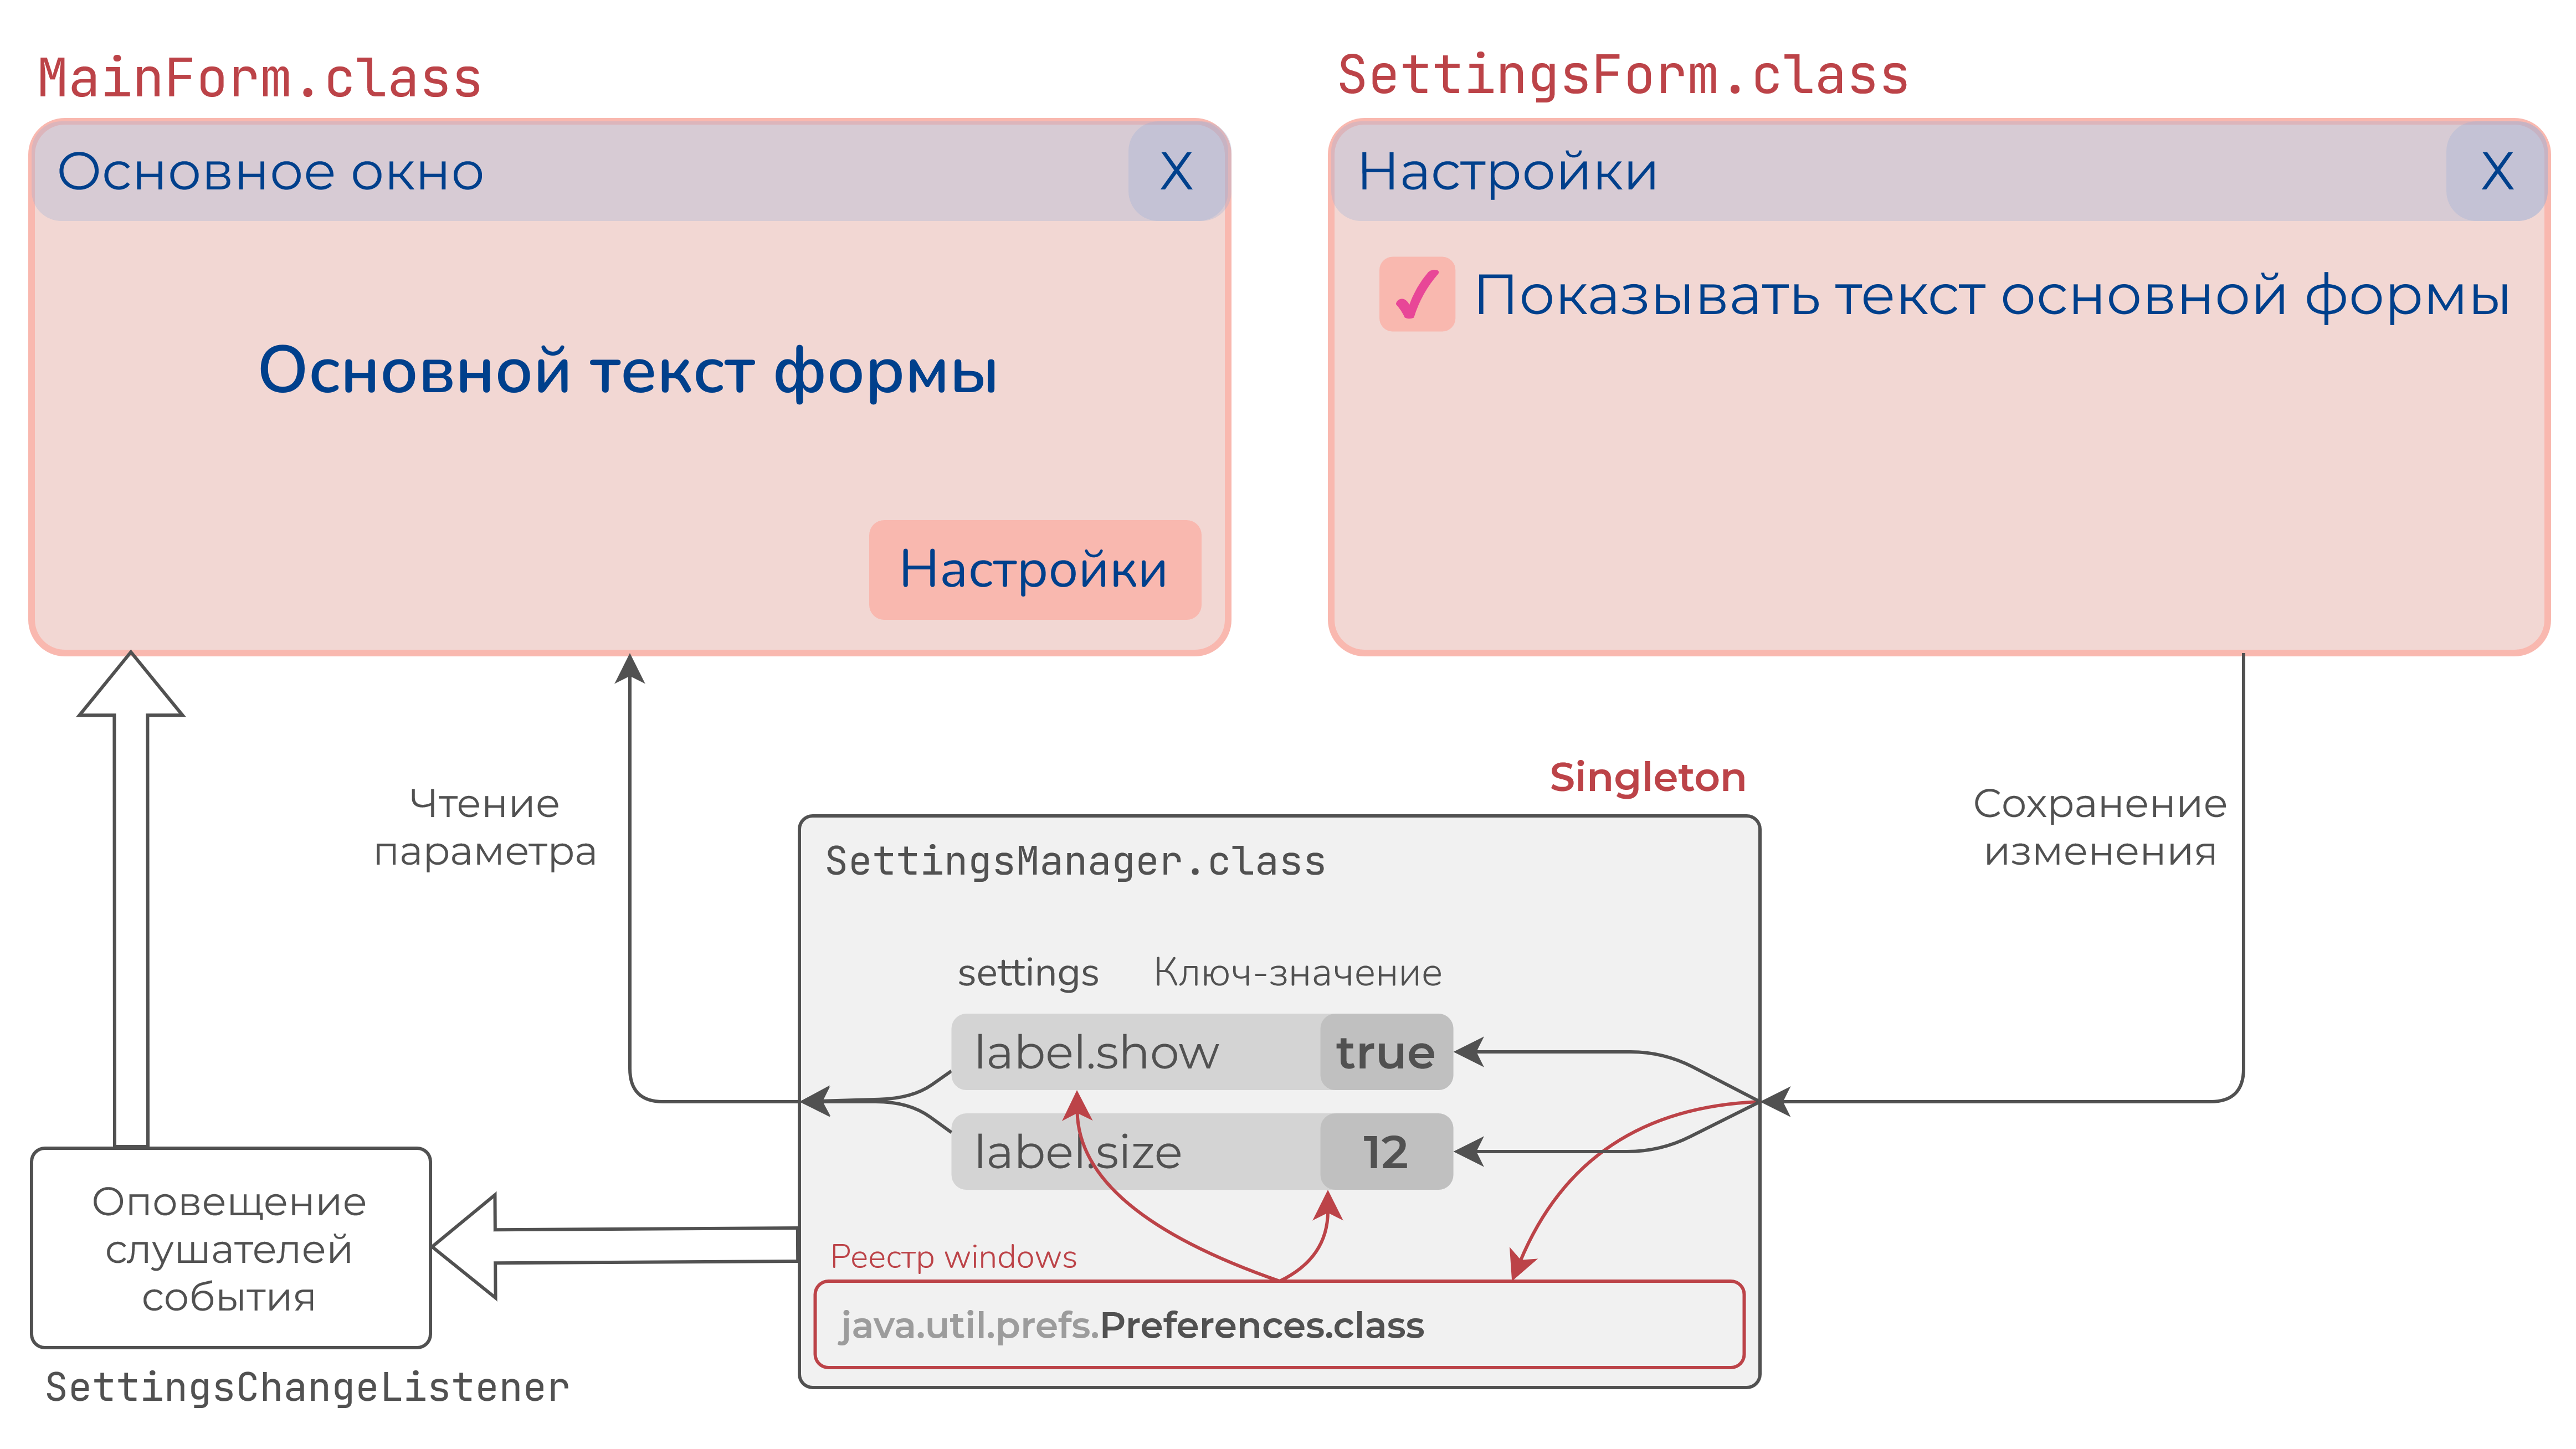 MainForm.class
Основное окно
X
Основной текст формы
Настройки
SettingsForm.class
Настройки
X
Показывать текст основной формы
Чтение
параметра
Singleton
Сохранение
изменения
SettingsManager.class
settings
Ключ-значение
label.show
true
label.size
12
Реестр windows
java.util.prefs.Preferences.class
Оповещение
слушателей
события
SettingsChangeListener